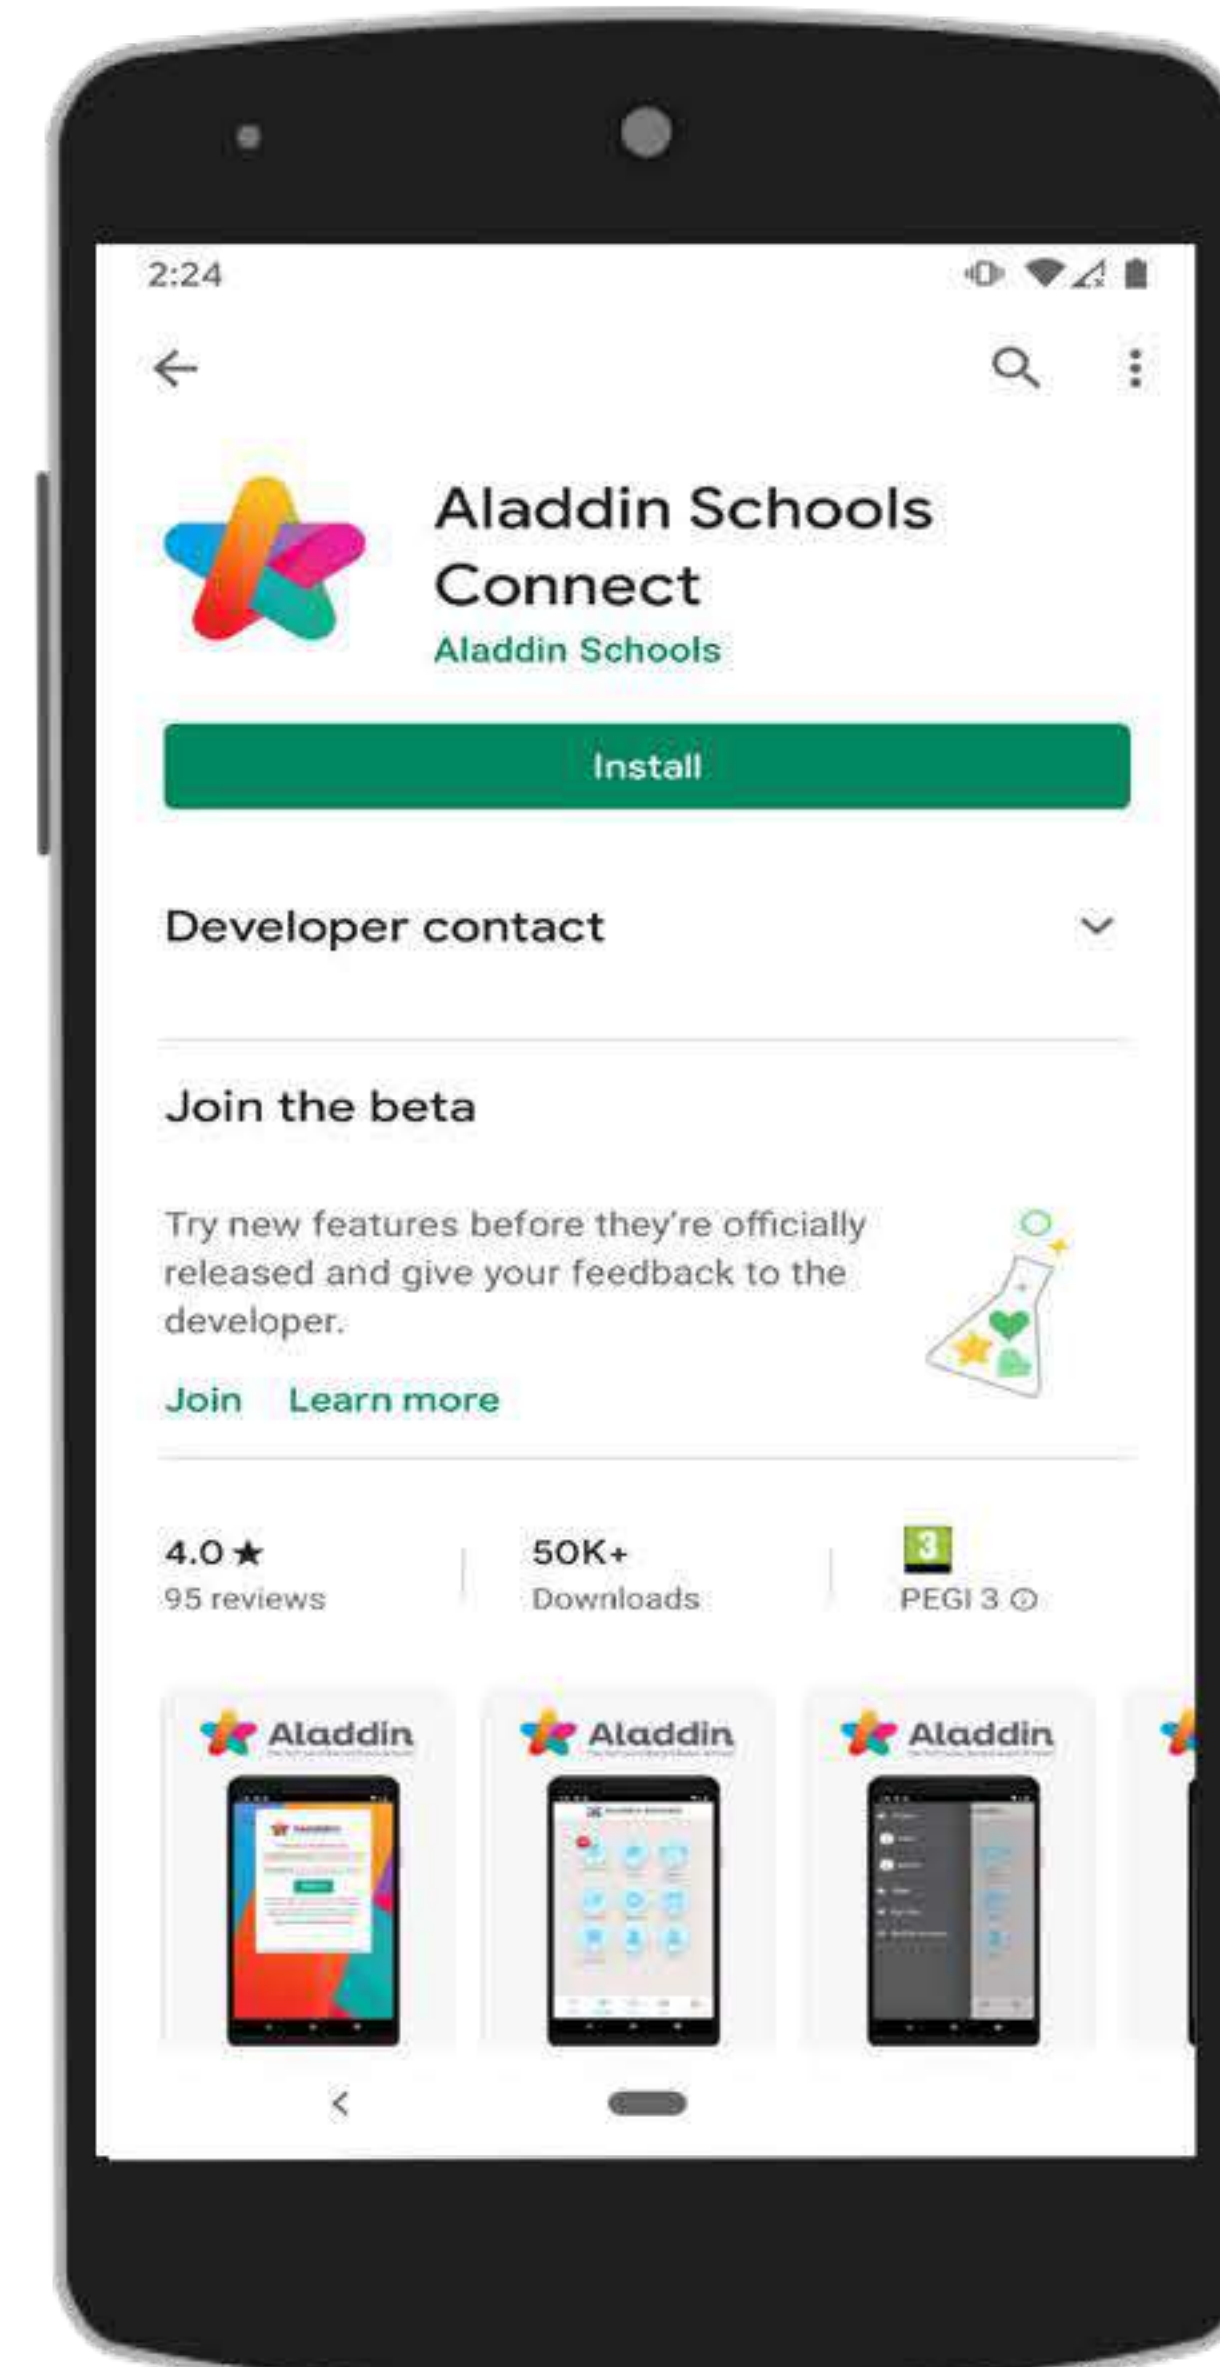 2:24
Aladdin Schools
Connect
Aladdin Schools
Install
Developer contact
Join the beta
Try new features before they're officially
released and give your feedback to the
developer.
Join Learn more
4.0★ 50K+ 3
95 reviews Downloads PEGI 3
Aladdin Aladdin Aladdin